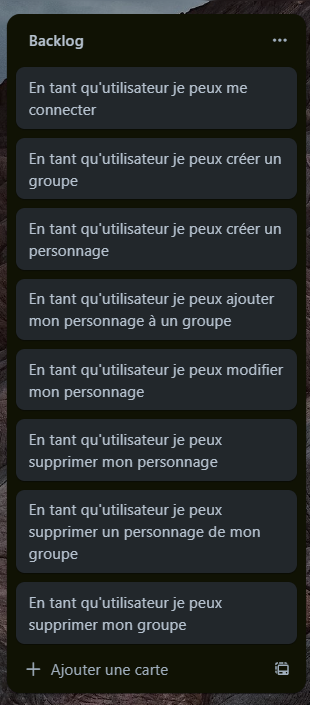 Backlog
En tant qu'utilisateur je peux me
connecter
En tant qu'utilisateur je peux créer un
groupe
En tant qu'utilisateur je peux créer un
personnage
En tant qu'utilisateur je peux ajouter
mon personnage à un groupe
En tant qu'utilisateur je peux modifier
mon personnage
En tant qu'utilisateur je peux
supprimer mon personnage
En tant qu'utilisateur je peux
supprimer un personnage de mon
groupe
En tant qu'utilisateur je peux
supprimer mon groupe
Ajouter une carte